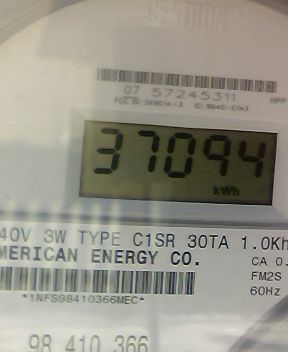 CENTRON
07 57245311
37094
kWh
40V 3W TYPE C1SR 30TA 1.0Kh
MERICAN ENERGY CO.
CA 0.
FM2S
60Hz
*1NFS98410366MEC*
98 410 366